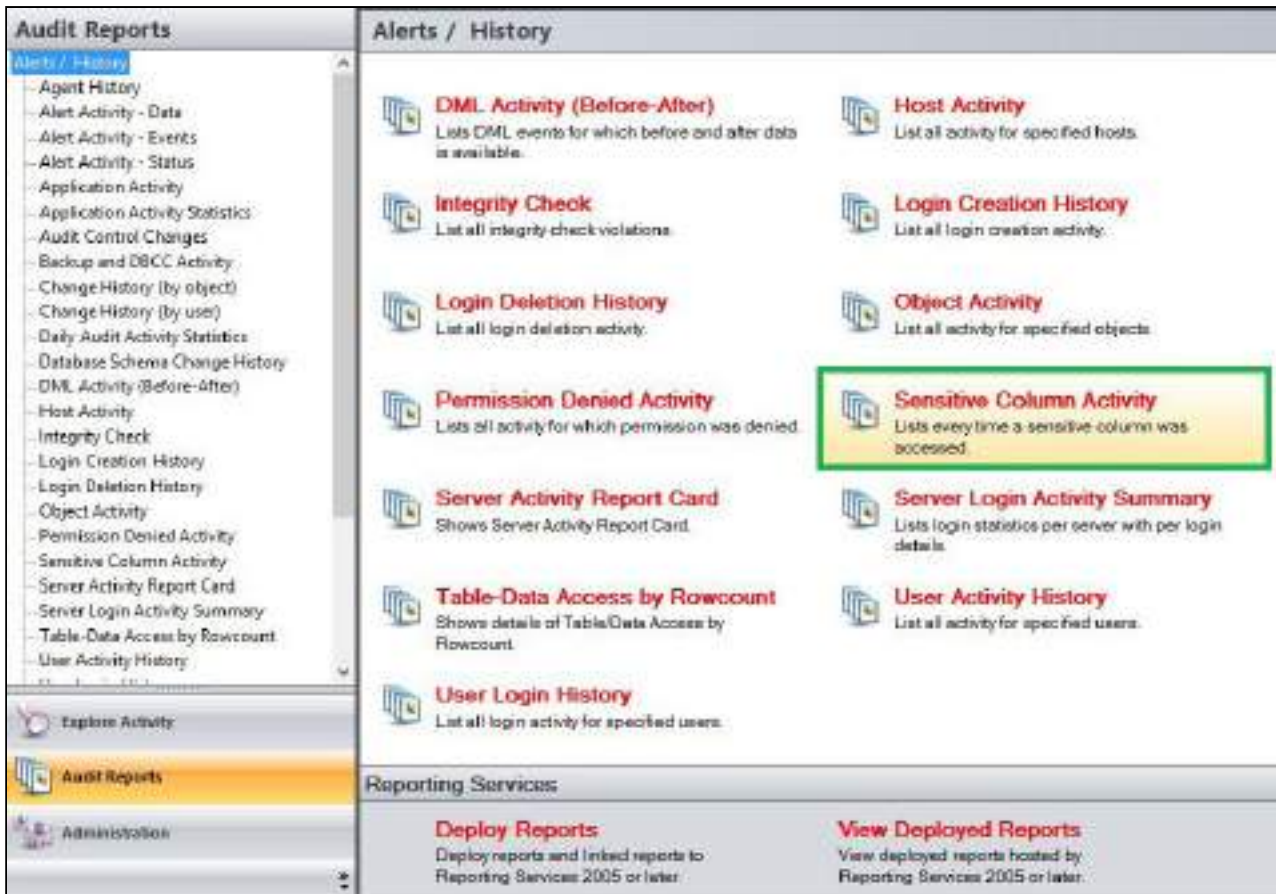 Audit Reports
Alerts / History
Agent History
Alert Activity - Data
Alert Activity - Events
Alert Activity - Status
Application Activity
Application Activity Statistics
Audit Control Changes
Backup and DBCC Activity
Change History (by object)
Change History (by user)
Daily Audit Activity Statistics
Database Schema Change History
DML Activity (Before-After)
Host Activity
Integrity Check
Login Creation History
Login Deletion History
Object Activity
Permission Denied Activity
Sensitive Column Activity
Server Activity Report Card
Server Login Activity Summary
Table-Data Access by Rowcount
User Activity History
Explore Activity
Audit Reports
Administration
Alerts / History
DML Activity (Before-After)
Lists DML events for which before and after data
is available.
Host Activity
List all activity for specified hosts.
Integrity Check
List all integrity check violations.
Login Creation History
List all login creation activity.
Login Deletion History
List all login deletion activity.
Object Activity
List all activity for specified objects
Permission Denied Activity
Lists all activity for which permission was denied.
Sensitive Column Activity
Lists every time a sensitive column was
accessed.
Server Activity Report Card
Shows Server Activity Report Card.
Server Login Activity Summary
Lists login statistics per server with per login
details
Table-Data Access by Rowcount
Shows details of Table/Data Access by
Rowcount.
User Activity History
List all activity for specified users.
User Login History
List all login activity for specified users.
Reporting Services
Deploy Reports
Deploy reports and linked reports to
Reporting Services 2005 or later
View Deployed Reports
View deployed reports hosted by
Reporting Services 2005 or later.